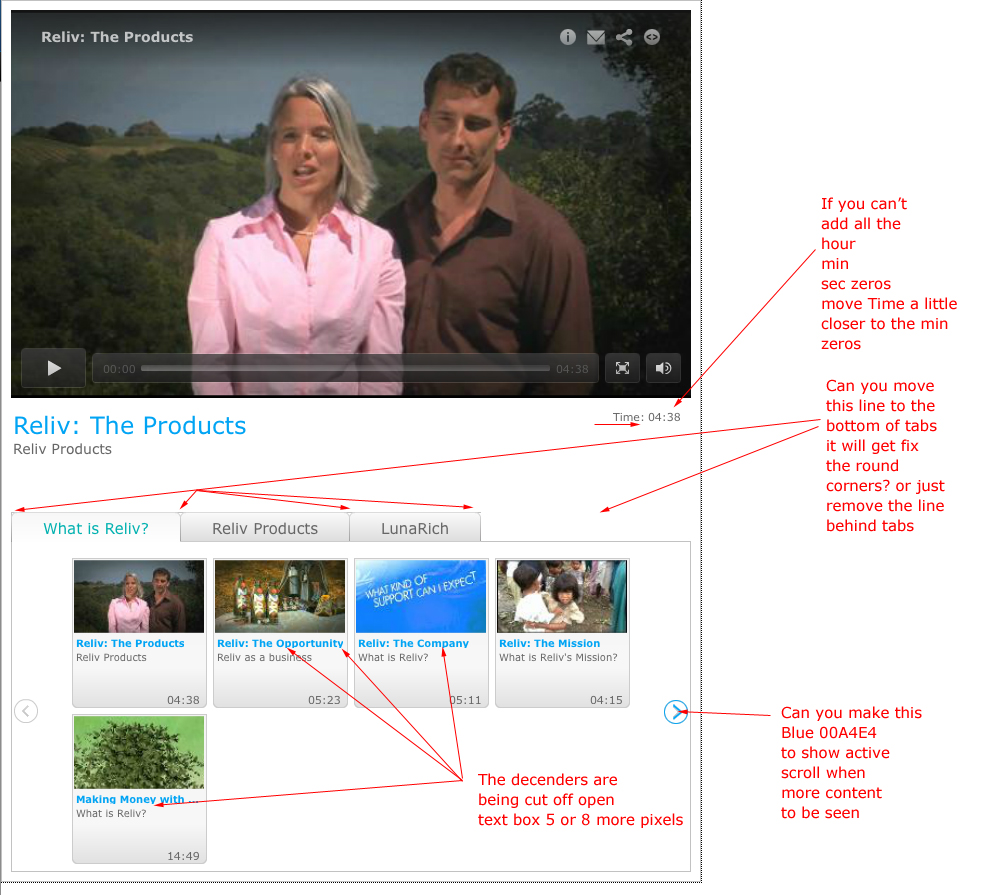 Reliv: The Products
00:00
04:38
If you can't
add all the
hour
min
sec zeros
move Time a little
closer to the min
zeros
Reliv: The Products
Time: 04:38
Reliv Products
Can you move
this line to the
bottom of tabs
it will get fix
the round
corners? or just
remove the line
behind tabs
What is Reliv?
Reliv Products
LunaRich
WHAT KIND OF
SUPPORT CAN I EXPECT
Reliv: The Products
Reliv Products
04:38
Reliv: The Opportunity
Reliv as a business
05:23
Reliv: The Company
What is Reliv?
05:11
Reliv: The Mission
What is Reliv's Mission?
04:15
Making Money with ...
What is Reliv?
14:49
Can you make this
Blue 00A4E4
to show active
scroll when
more content
to be seen
The decenders are
being cut off open
text box 5 or 8 more pixels